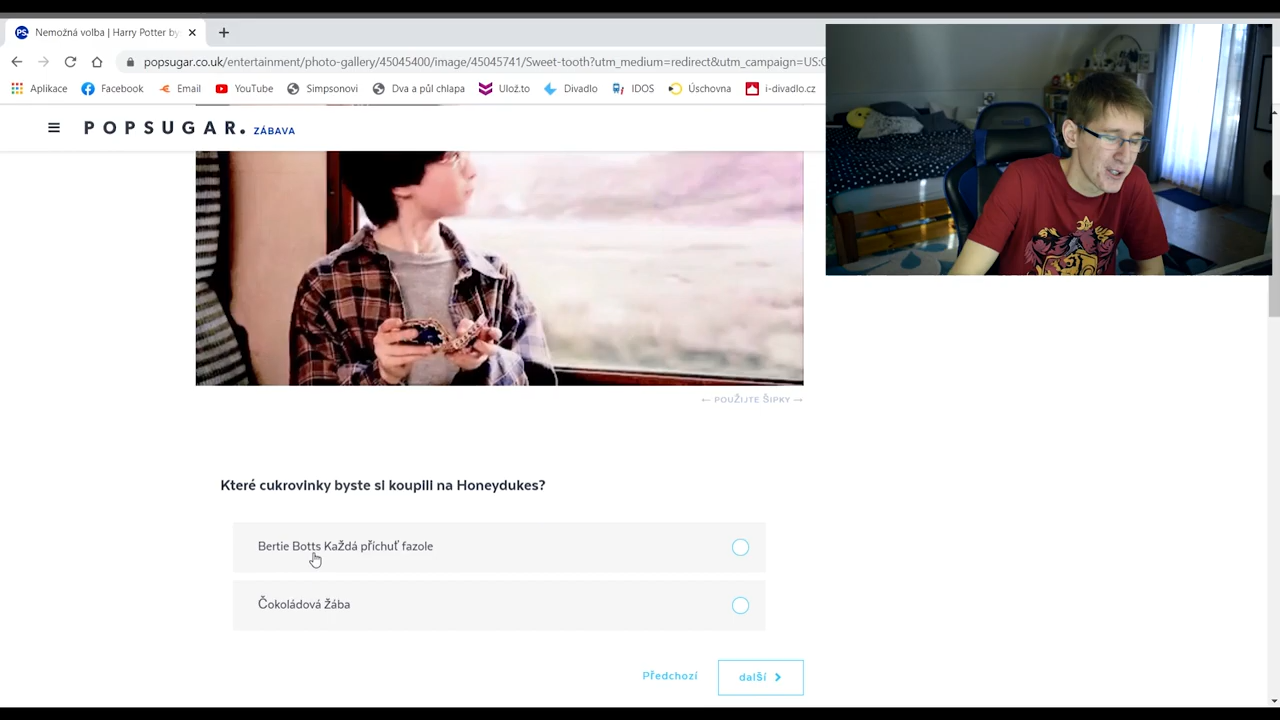 Nemožná volba | Harry Potter by
popsugar.co.uk/entertainment/photo-gallery/45045400/image/45045741/Sweet-tooth?utm_medium=redirect&utm_campaign=US:
Aplikace Facebook Email YouTube Simpsonovi Dva a půl chlapa Ulož.to Divadlo IDOS Úschovna i-divadlo.cz
POPSUGAR. ZÁBAVA
← POUŽIJTE ŠIPKY →
Které cukrovinky byste si koupili na Honeydukes?
Bertie Botts Každá příchuť fazole
Čokoládová žába
Předchozí další